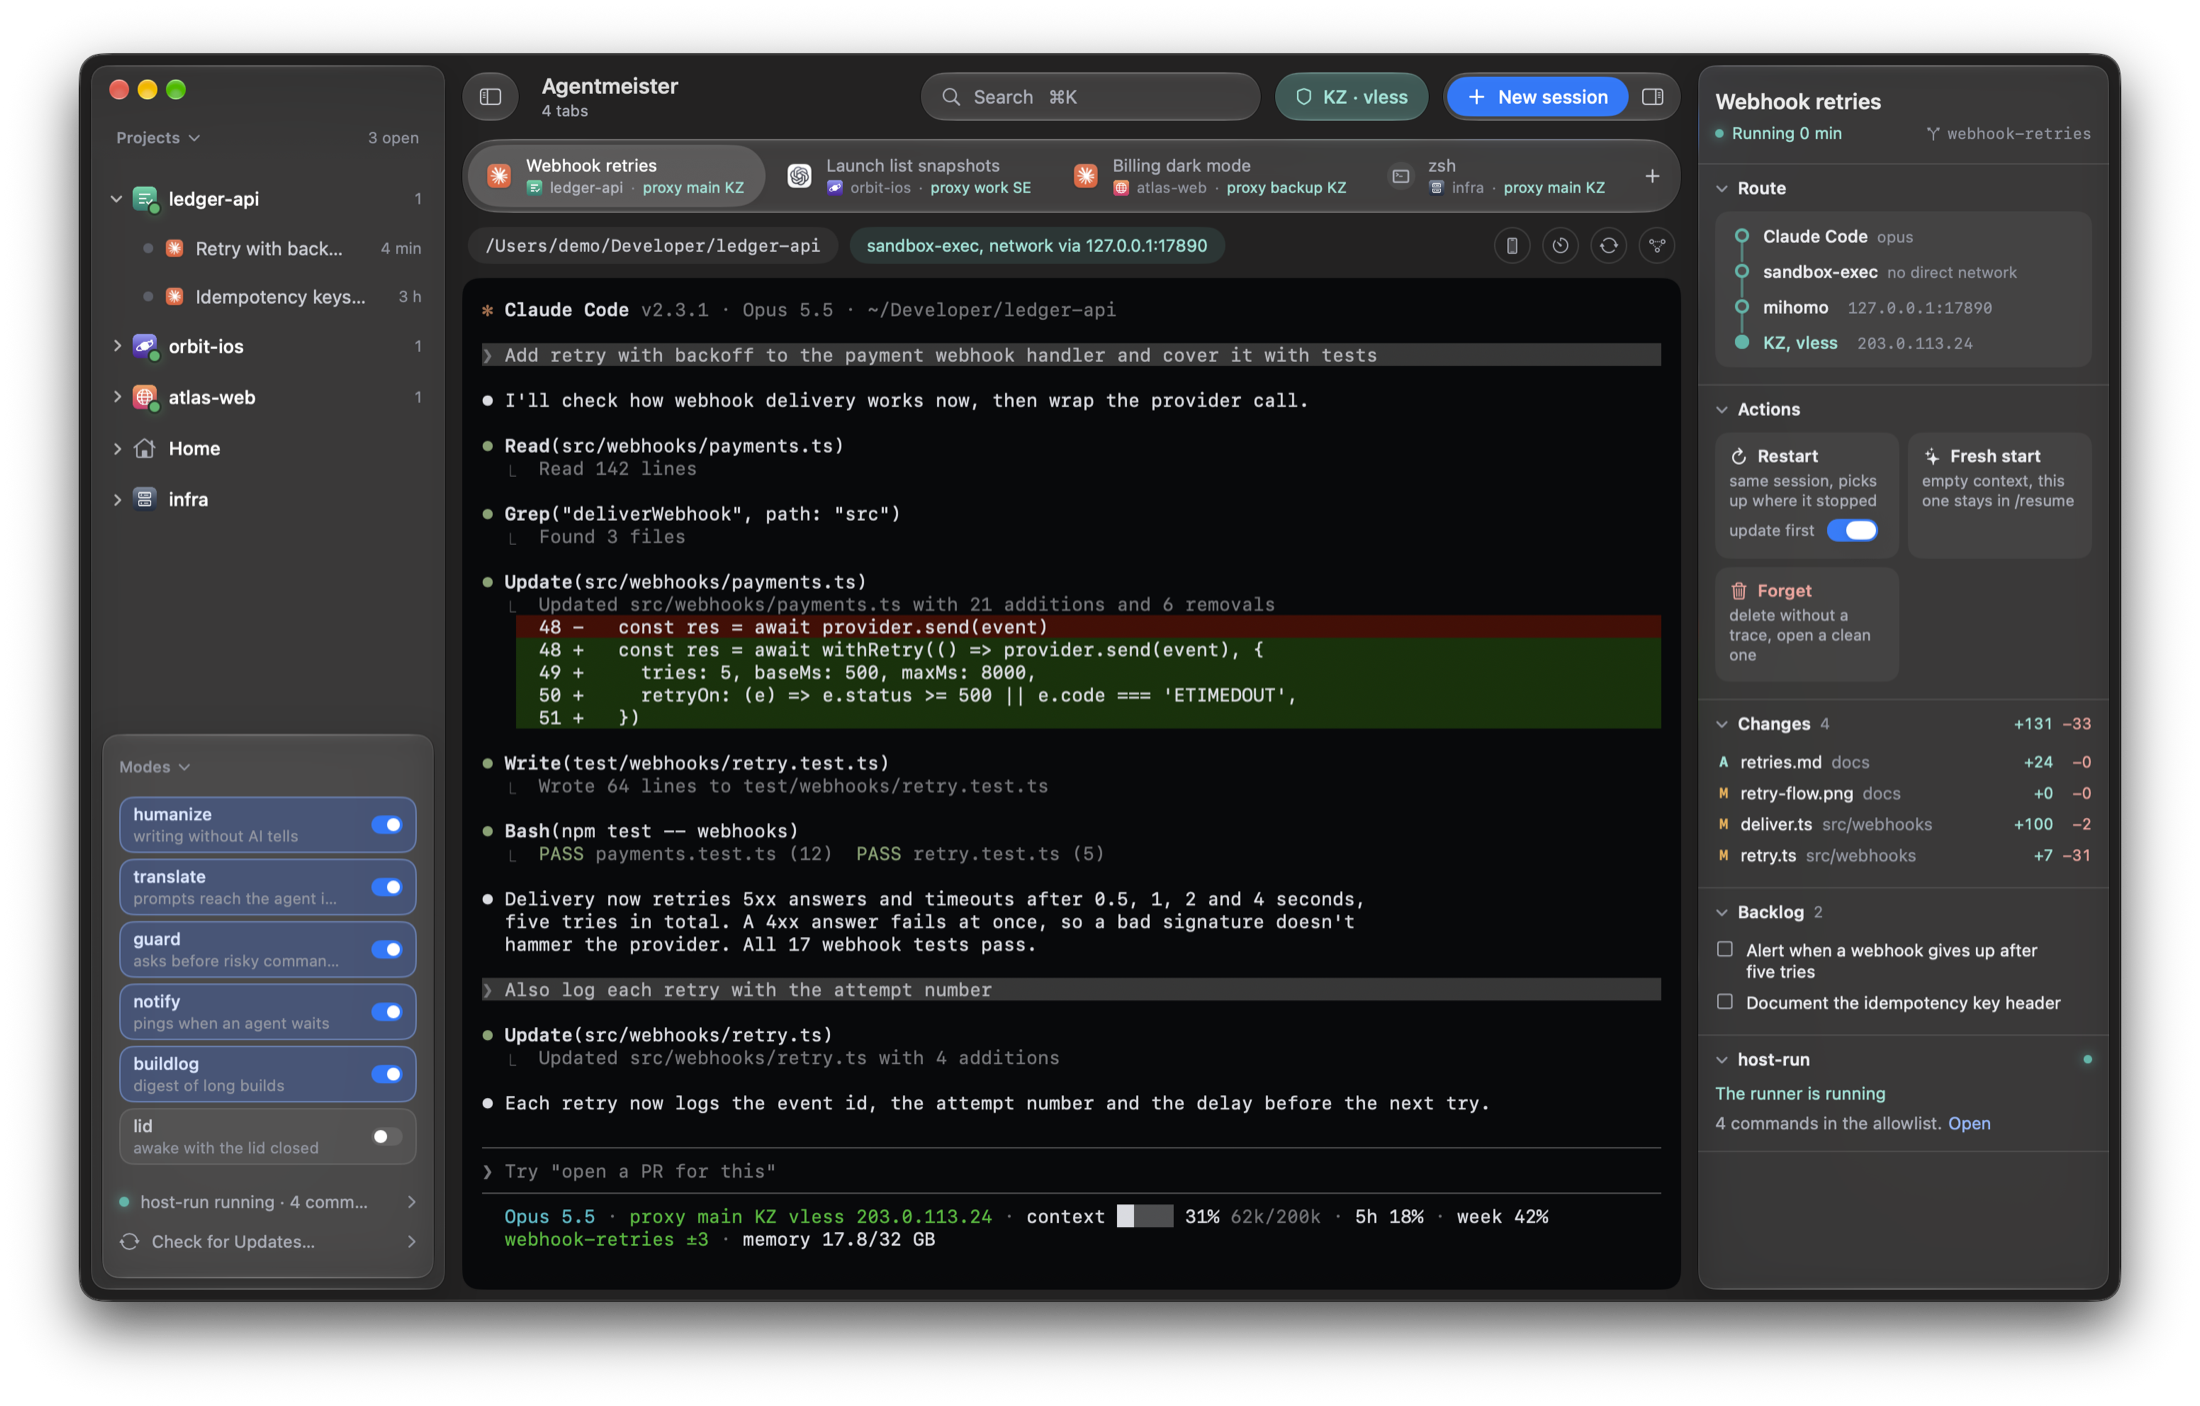 Projects
3 open
ledger-api
1
Retry with back...
4 min
Idempotency keys...
3 h
orbit-ios
1
atlas-web
1
Home
infra
Modes
humanize
writing without AI tells
translate
prompts reach the agent i...
guard
asks before risky comman...
notify
pings when an agent waits
buildlog
digest of long builds
lid
awake with the lid closed
host-run running · 4 comm...
Check for Updates...
Agentmeister
4 tabs
Search ⌘K
KZ · vless
+ New session
Webhook retries
ledger-api · proxy main KZ
Launch list snapshots
orbit-ios · proxy work SE
Billing dark mode
atlas-web · proxy backup KZ
zsh
infra · proxy main KZ
+
/Users/demo/Developer/ledger-api
sandbox-exec, network via 127.0.0.1:17890
* Claude Code v2.3.1 · Opus 5.5 · ~/Developer/ledger-api
❯ Add retry with backoff to the payment webhook handler and cover it with tests
● I'll check how webhook delivery works now, then wrap the provider call.
● Read(src/webhooks/payments.ts)
└ Read 142 lines
● Grep("deliverWebhook", path: "src")
└ Found 3 files
● Update(src/webhooks/payments.ts)
└ Updated src/webhooks/payments.ts with 21 additions and 6 removals
48 - const res = await provider.send(event)
48 + const res = await withRetry(() => provider.send(event), {
49 + tries: 5, baseMs: 500, maxMs: 8000,
50 + retryOn: (e) => e.status >= 500 || e.code === 'ETIMEDOUT',
51 + })
● Write(test/webhooks/retry.test.ts)
└ Wrote 64 lines to test/webhooks/retry.test.ts
● Bash(npm test -- webhooks)
└ PASS payments.test.ts (12) PASS retry.test.ts (5)
● Delivery now retries 5xx answers and timeouts after 0.5, 1, 2 and 4 seconds,
five tries in total. A 4xx answer fails at once, so a bad signature doesn't
hammer the provider. All 17 webhook tests pass.
❯ Also log each retry with the attempt number
● Update(src/webhooks/retry.ts)
└ Updated src/webhooks/retry.ts with 4 additions
● Each retry now logs the event id, the attempt number and the delay before the next try.
❯ Try "open a PR for this"
Opus 5.5 · proxy main KZ vless 203.0.113.24 · context 31% 62k/200k · 5h 18% · week 42%
webhook-retries ±3 · memory 17.8/32 GB
Webhook retries
Running 0 min
webhook-retries
Route
Claude Code opus
sandbox-exec no direct network
mihomo 127.0.0.1:17890
KZ, vless 203.0.113.24
Actions
Restart
same session, picks
up where it stopped
update first
Fresh start
empty context, this
one stays in /resume
Forget
delete without a
trace, open a clean
one
Changes 4
+131 −33
A retries.md docs +24 −0
M retry-flow.png docs +0 −0
M deliver.ts src/webhooks +100 −2
M retry.ts src/webhooks +7 −31
Backlog 2
Alert when a webhook gives up after
five tries
Document the idempotency key header
host-run
The runner is running
4 commands in the allowlist. Open